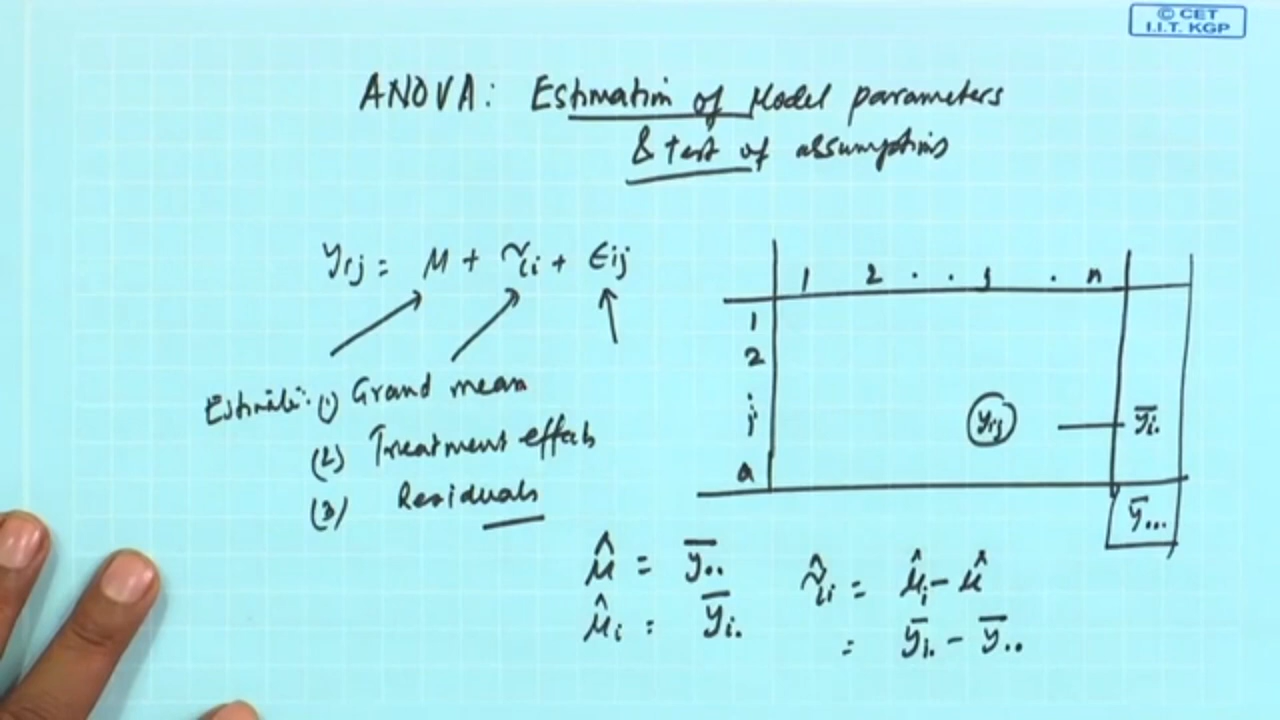 © CET
I.I.T. KGP
ANOVA: Estimation of Model parameters
& test of assumptions
yij = μ + τi + εij
Estimate: (1) Grand mean
(2) Treatment effects
(3) Residuals
1 2 . . j . n
1
2
i
a
yij ȳi.
ȳ...
μ̂ = ȳ..
μ̂i = ȳi.
τ̂i = μ̂i - μ̂
= ȳi. - ȳ..